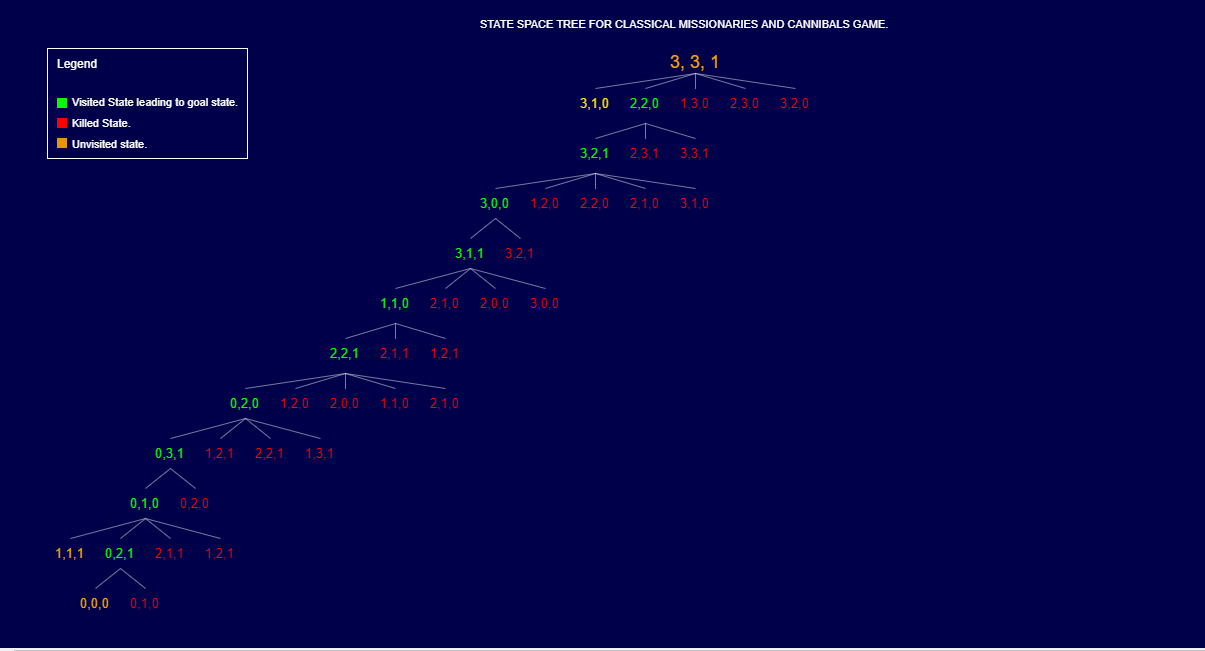 STATE SPACE TREE FOR CLASSICAL MISSIONARIES AND CANNIBALS GAME.
Legend
Visited State leading to goal state.
Killed State.
Unvisited state.
3, 3, 1
3,1,0 2,2,0 1,3,0 2,3,0 3,2,0
3,2,1 2,3,1 3,3,1
3,0,0 1,2,0 2,2,0 2,1,0 3,1,0
3,1,1 3,2,1
1,1,0 2,1,0 2,0,0 3,0,0
2,2,1 2,1,1 1,2,1
0,2,0 1,2,0 2,0,0 1,1,0 2,1,0
0,3,1 1,2,1 2,2,1 1,3,1
0,1,0 0,2,0
1,1,1 0,2,1 2,1,1 1,2,1
0,0,0 0,1,0